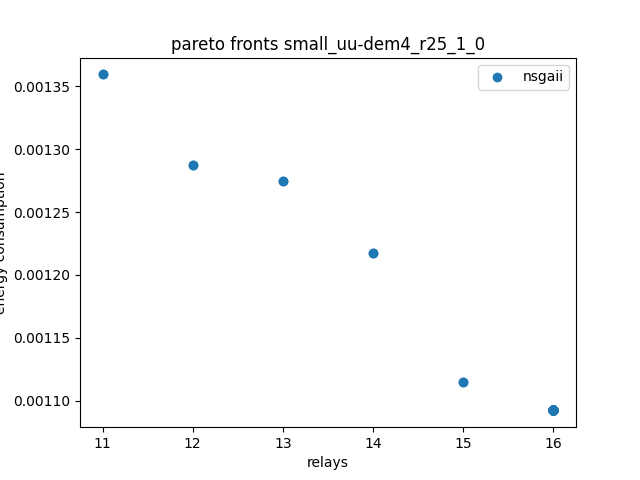 pareto fronts small_uu-dem4_r25_1_0
nsgaii
0.00135
0.00130
0.00125
0.00120
0.00115
0.00110
energy consumption
11 12 13 14 15 16
relays